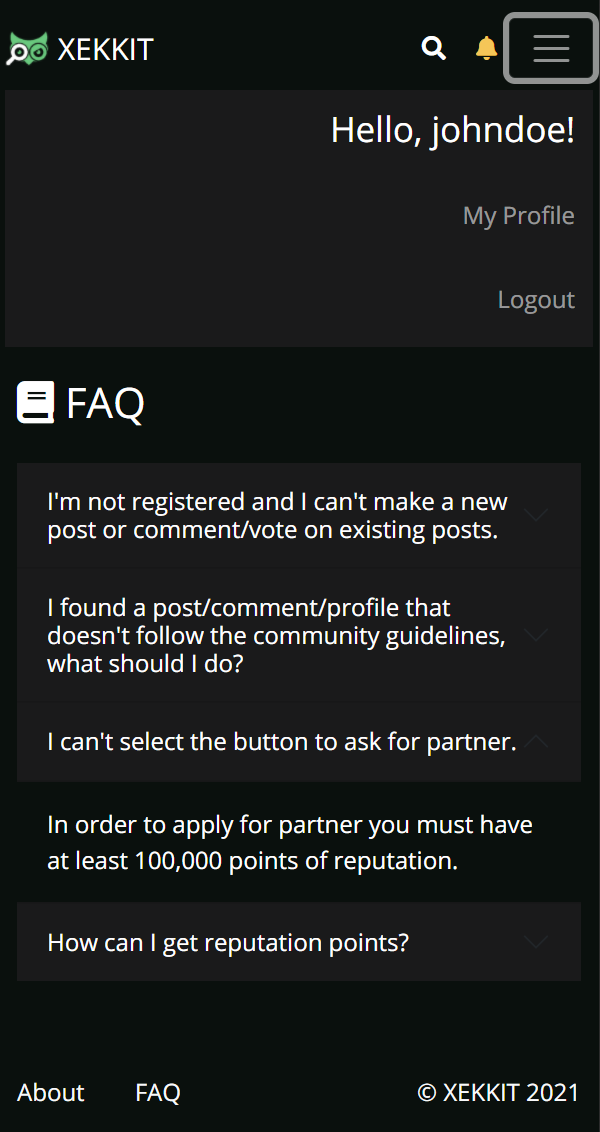 XEKKIT
Hello, johndoe!
My Profile
Logout
FAQ
I'm not registered and I can't make a new
post or comment/vote on existing posts.
I found a post/comment/profile that
doesn't follow the community guidelines,
what should I do?
I can't select the button to ask for partner.
In order to apply for partner you must have
at least 100,000 points of reputation.
How can I get reputation points?
About FAQ © XEKKIT 2021